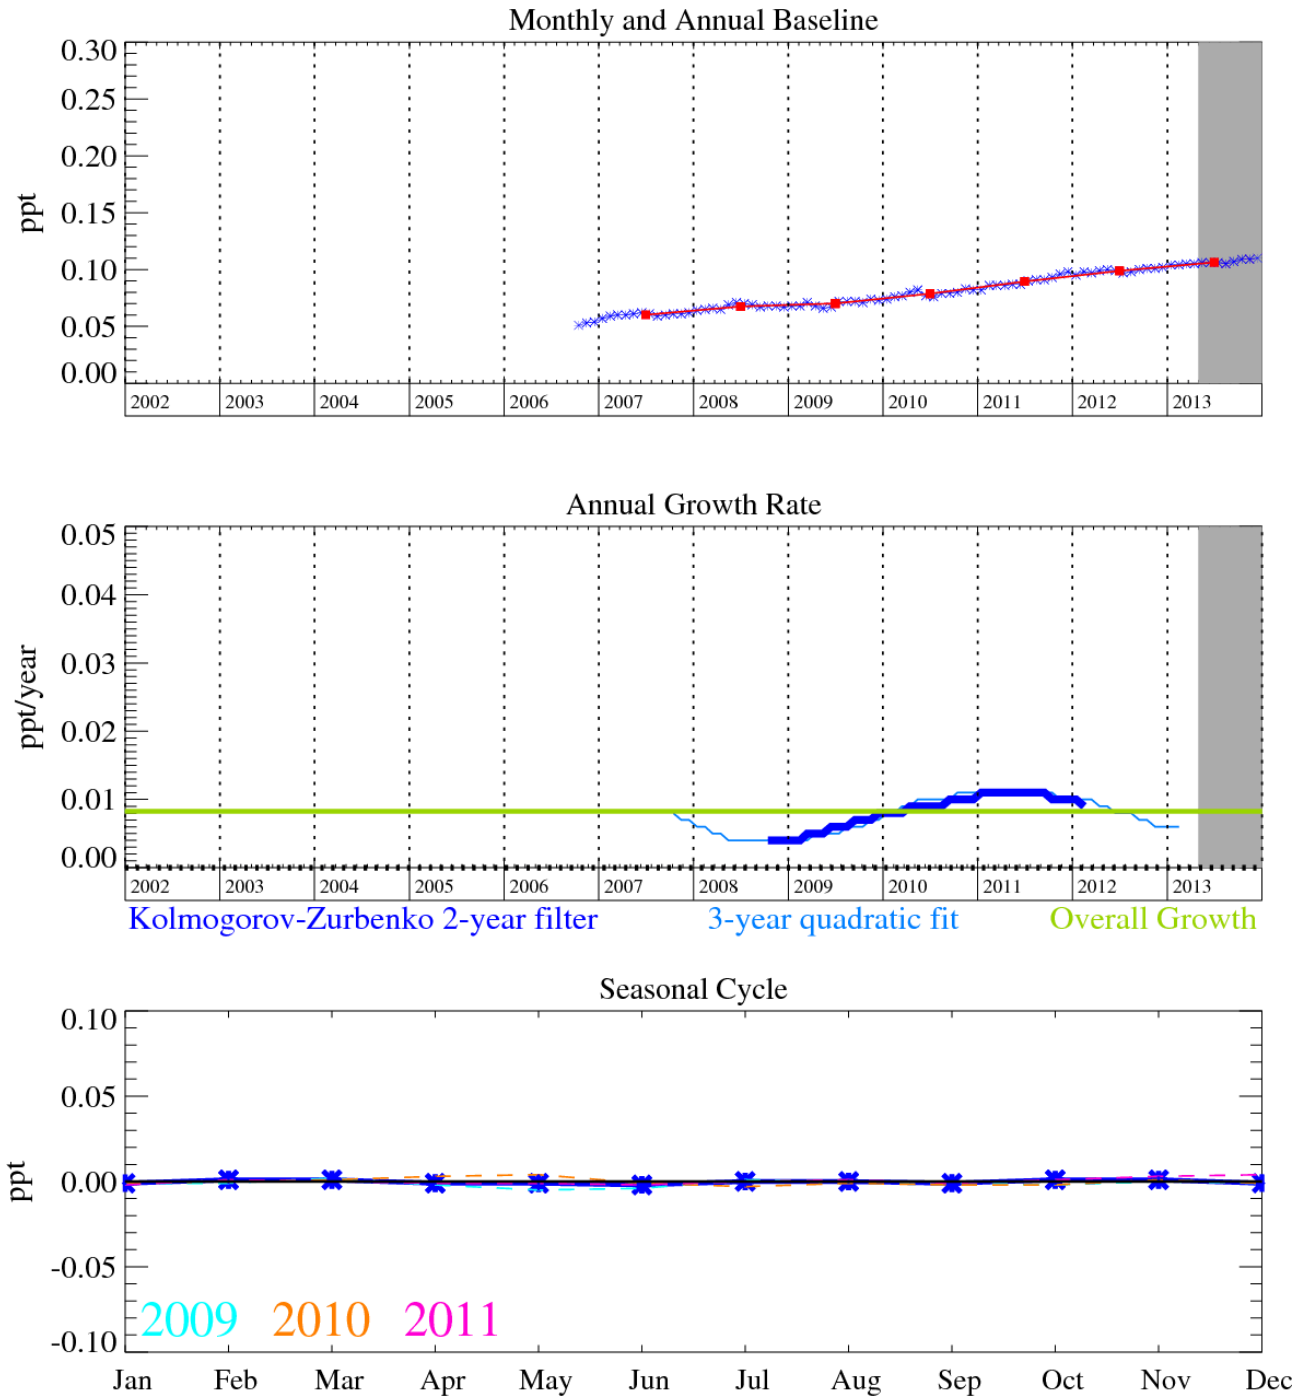 Monthly and Annual Baseline
0.30
0.25
0.20
0.15
0.10
0.05
0.00
ppt
2002 2003 2004 2005 2006 2007 2008 2009 2010 2011 2012 2013
Annual Growth Rate
0.05
0.04
0.03
0.02
0.01
0.00
ppt/year
2002 2003 2004 2005 2006 2007 2008 2009 2010 2011 2012 2013
Kolmogorov-Zurbenko 2-year filter 3-year quadratic fit Overall Growth
Seasonal Cycle
0.10
0.05
0.00
-0.05
-0.10
ppt
2009 2010 2011
Jan Feb Mar Apr May Jun Jul Aug Sep Oct Nov Dec